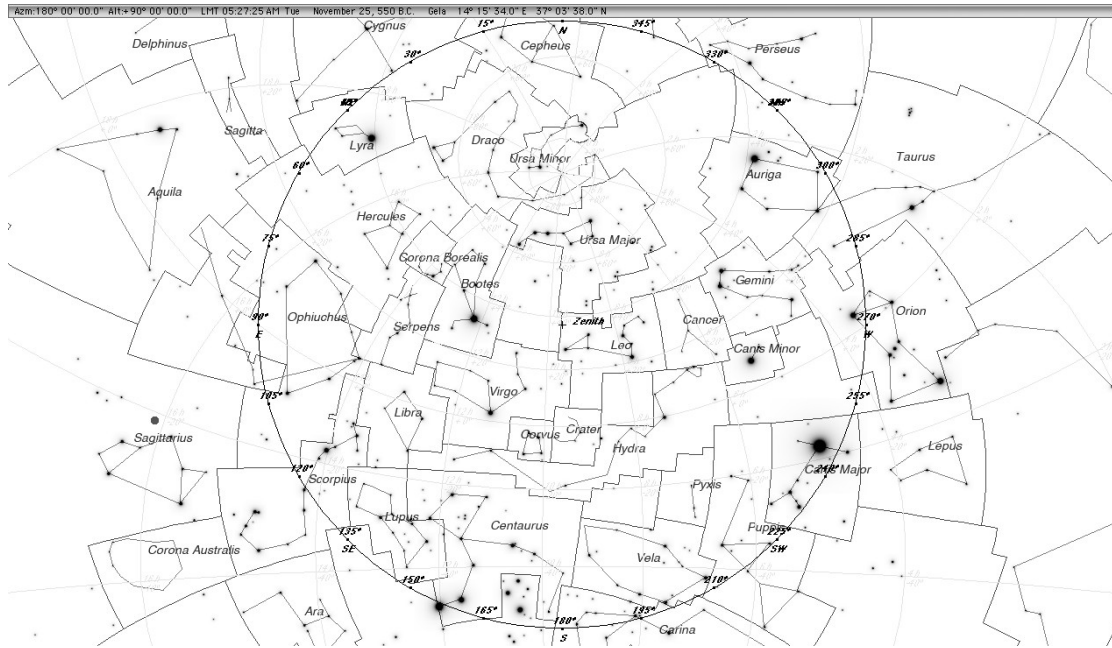 Azm:180° 00' 00.0" Alt:+90° 00' 00.0" LMT 05:27:25 AM Tue November 25, 550 B.C. Gela 14° 15' 34.0" E 37° 03' 38.0" N
Cygnus
15°
N
345°
Delphinus
Cepheus
Perseus
30°
330°
Sagitta
Lyra
Draco
Ursa Minor
Taurus
60°
300°
Auriga
Aquila
Hercules
75°
285°
Ursa Major
Corona Borealis
Bootes
Gemini
Ophiuchus
90°
E
Serpens
Zenith
Cancer
Orion
270°
W
Leo
Canis Minor
Virgo
105°
255°
Libra
Corvus
Crater
Hydra
Sagittarius
Lepus
120°
Scorpius
Canis Major
Pyxis
Lupus
Centaurus
Puppis
135°
SE
225°
SW
Corona Australis
Vela
150°
210°
Ara
165°
180°
S
195°
Carina